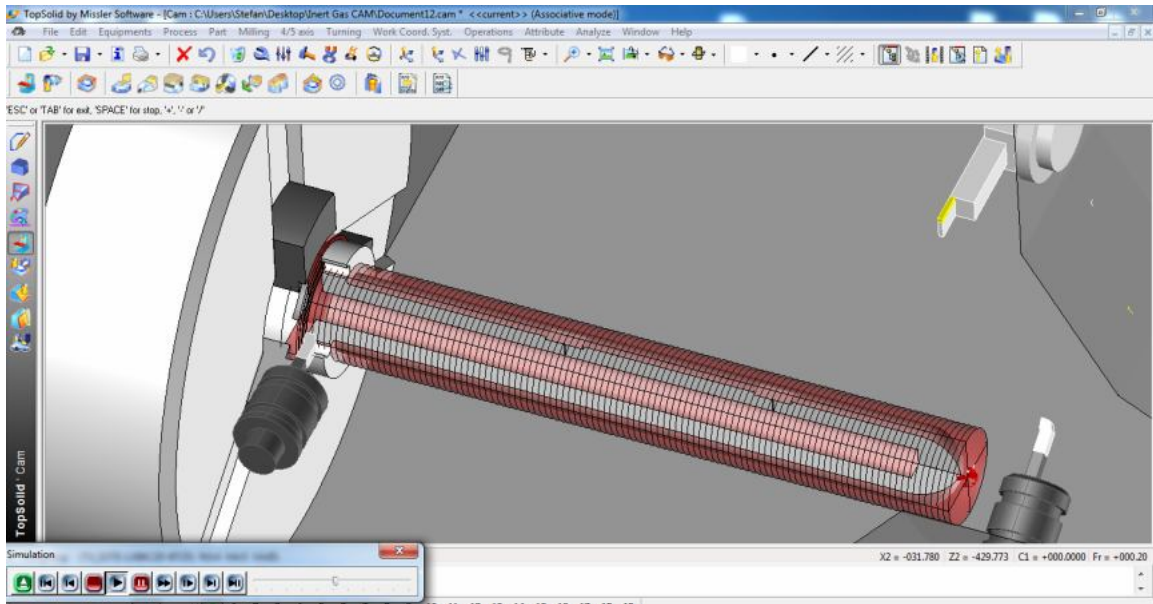 TopSolid by Missler Software - [Cam : C:\Users\Stefan\Desktop\Inert Gas CAM\Document12.cam * <<current>> (Associative mode)]
File Edit Equipments Process Part Milling 4/5 axis Turning Work Coord. Syst. Operations Attribute Analyze Window Help
'ESC' or 'TAB' for exit, 'SPACE' for stop, '+', '-' or '/'
TopSolid'Cam
Simulation
X2 = -031.780 Z2 = -429.773 C1 = +000.0000 Fr = +000.20